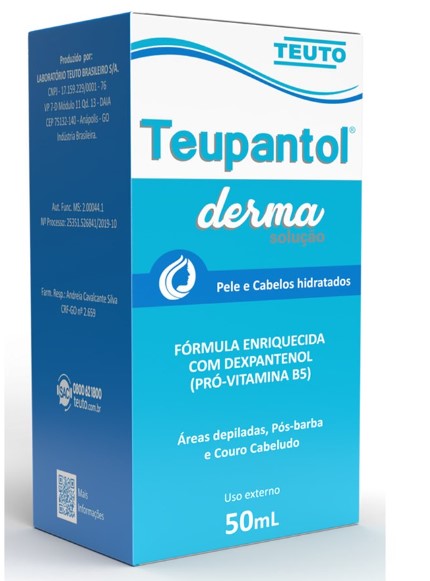 Produzido por:
LABORATÓRIO TEUTO BRASILEIRO S/A.
CNPJ - 17.159.229/0001 - 76
VP 7-D Módulo 11 Qd. 13 - DAIA
CEP 75132-140 - Anápolis - GO
Indústria Brasileira.
Aut. Func. MS: 2.00044.1
Nº Processo: 25351.526841/2019-10
Farm. Resp.: Andreia Cavalcante Silva
CRF-GO nº 2.659
SAC 0800 62 1800
teuto.com.br
Mais
Informações
TEUTO
Teupantol®
derma
solução
Pele e Cabelos hidratados
FÓRMULA ENRIQUECIDA
COM DEXPANTENOL
(PRÓ-VITAMINA B5)
Áreas depiladas, Pós-barba
e Couro Cabeludo
Uso externo
50mL